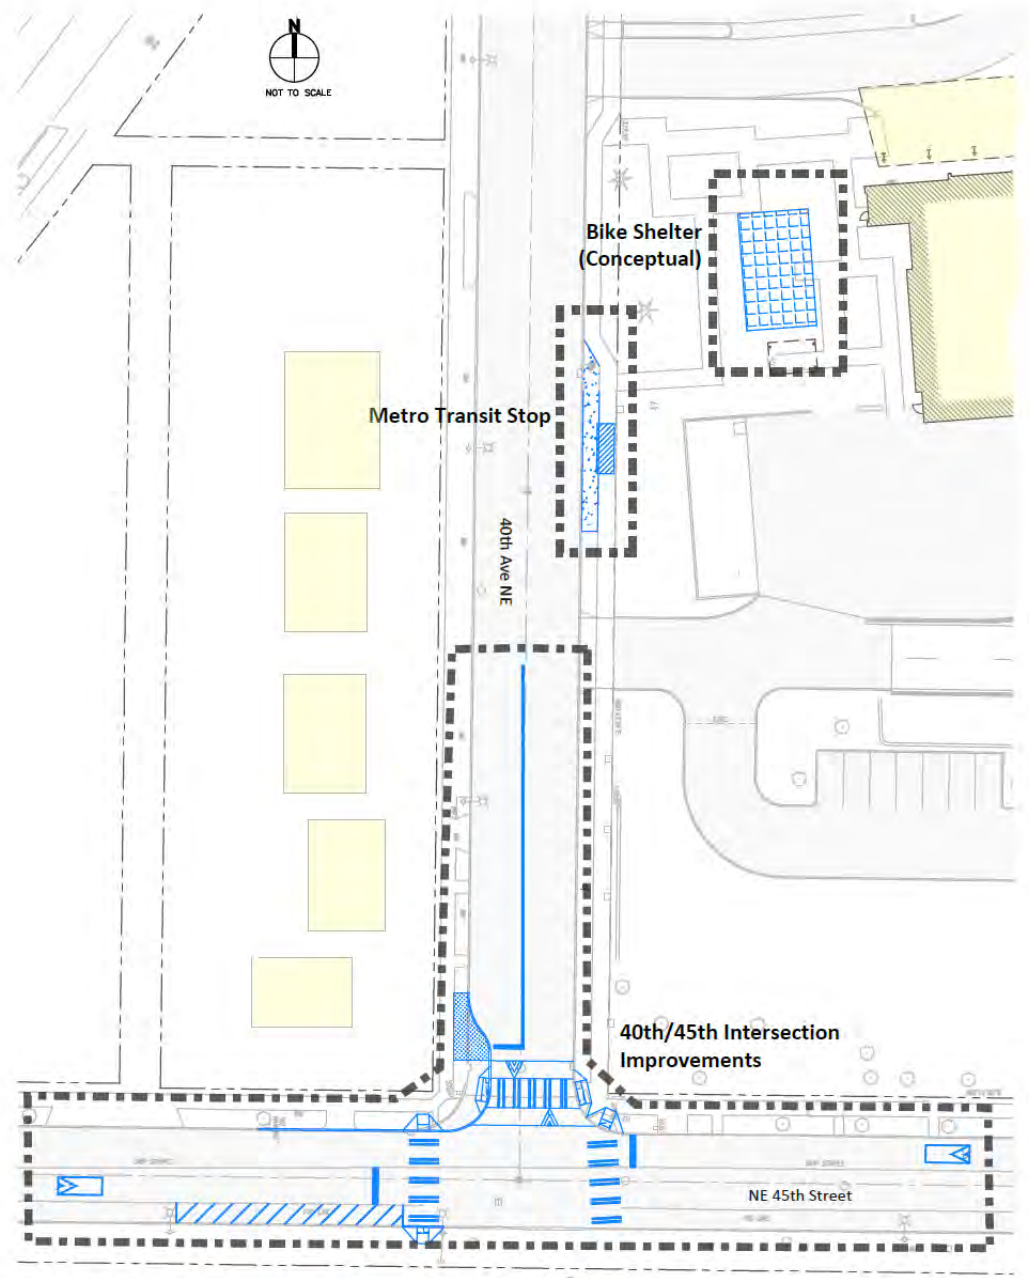 N
NOT TO SCALE
Bike Shelter
(Conceptual)
Metro Transit Stop
40th Ave NE
40th/45th Intersection
Improvements
NE 45th Street